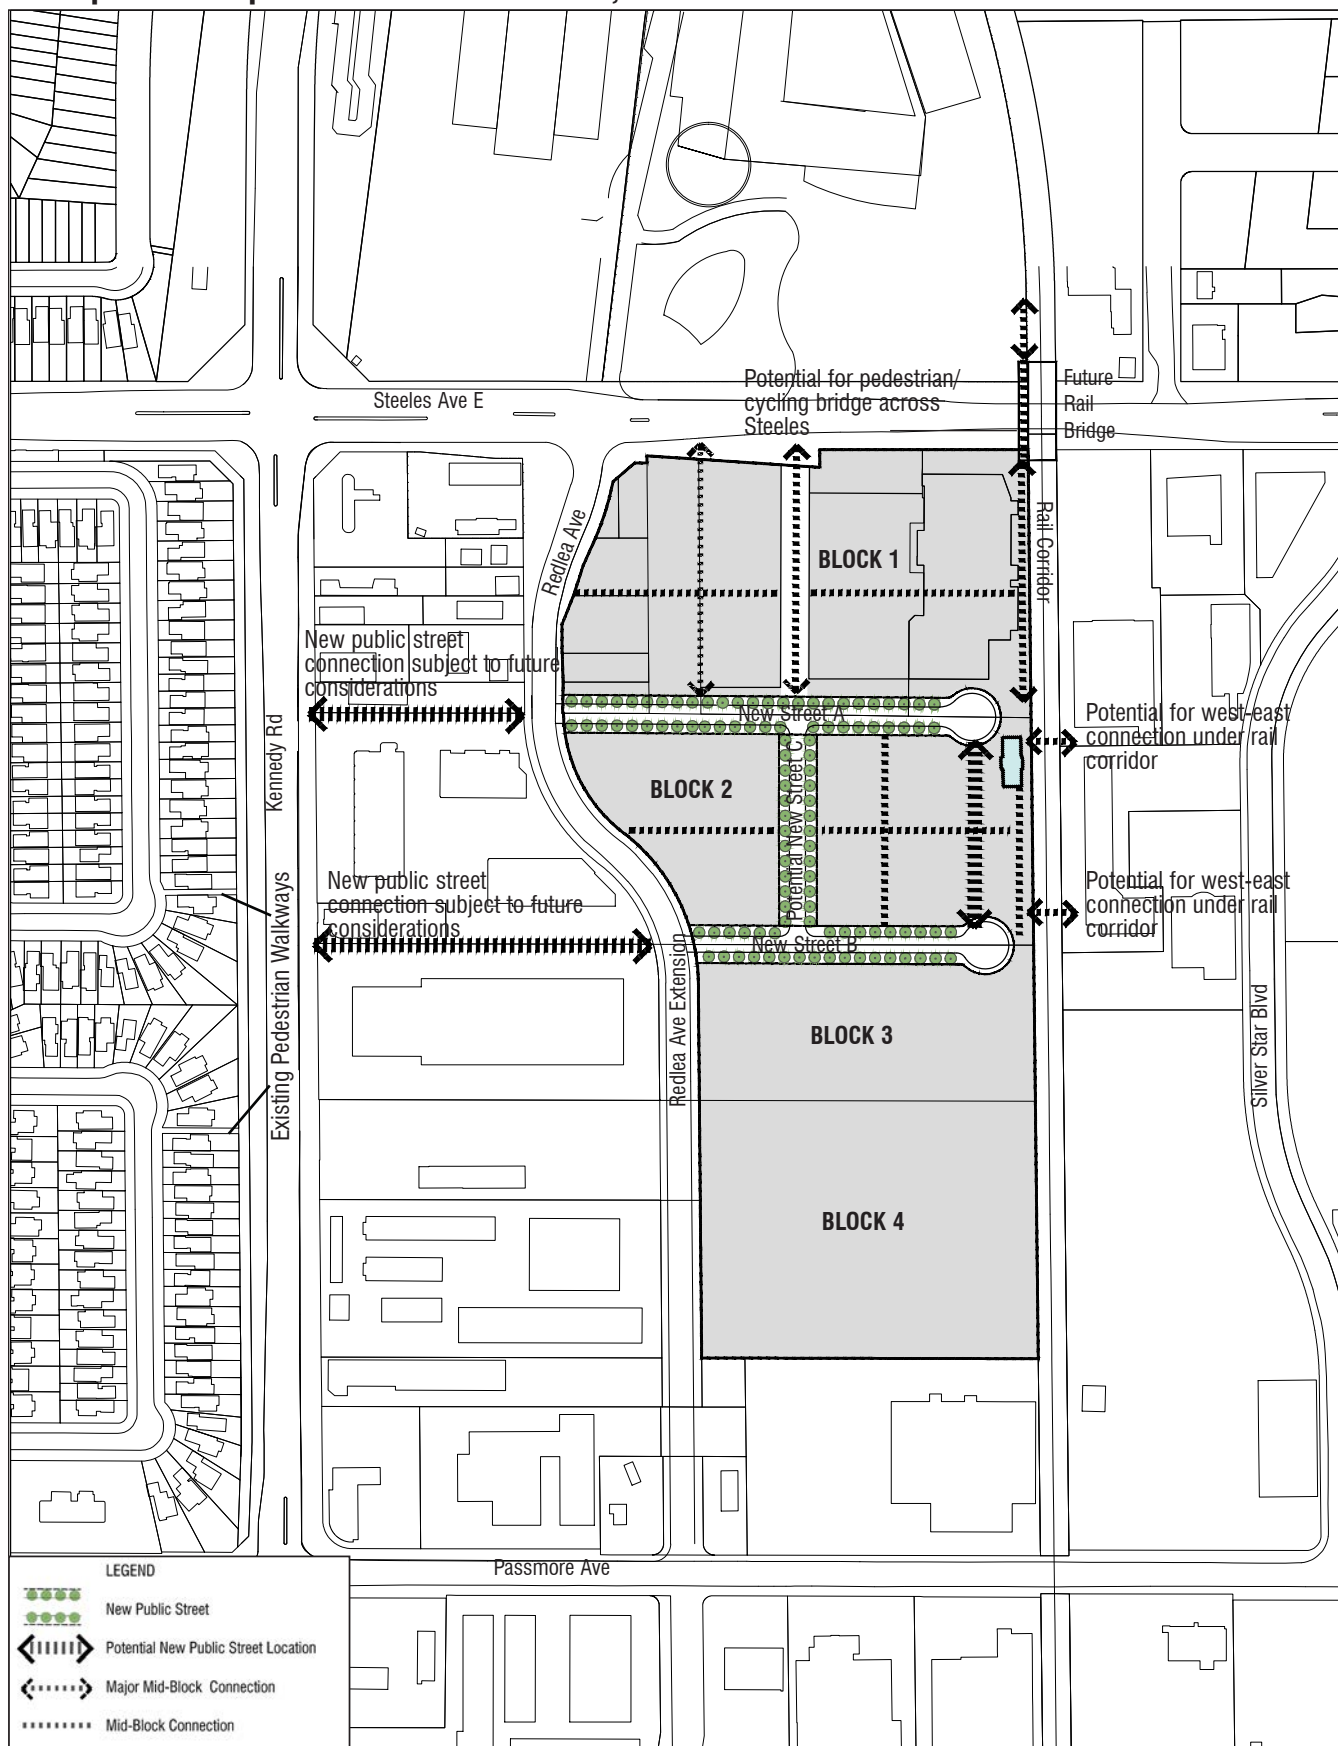 Steeles Ave E
Potential for pedestrian/
cycling bridge across
Steeles
Future
Rail
Bridge
Redlea Ave
BLOCK 1
Rail Corridor
New public street
connection subject to future
considerations
Kennedy Rd
New Street A
Potential for west-east
connection under rail
corridor
BLOCK 2
Potential New Street C
New public street
connection subject to future
considerations
Potential for west-east
connection under rail
corridor
Existing Pedestrian Walkways
New Street B
Redlea Ave Extension
BLOCK 3
Silver Star Blvd
BLOCK 4
Passmore Ave
LEGEND
New Public Street
Potential New Public Street Location
Major Mid-Block Connection
Mid-Block Connection